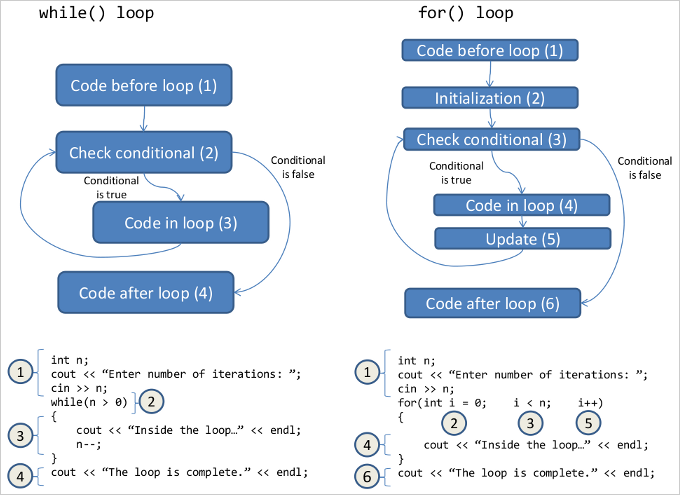 while() loop
Code before loop (1)
Check conditional (2)
Conditional
is true
Conditional
is false
Code in loop (3)
Code after loop (4)
1
int n;
cout << “Enter number of iterations: ”;
cin >> n;
while(n > 0) 2
{
3
cout << “Inside the loop…” << endl;
n--;
}
4 cout << “The loop is complete.” << endl;
for() loop
Code before loop (1)
Initialization (2)
Check conditional (3)
Conditional
is true
Conditional
is false
Code in loop (4)
Update (5)
Code after loop (6)
1
int n;
cout << “Enter number of iterations: ”;
cin >> n;
for(int i = 0; i < n; i++)
{
2 3 5
4 cout << “Inside the loop…” << endl;
}
6 cout << “The loop is complete.” << endl;